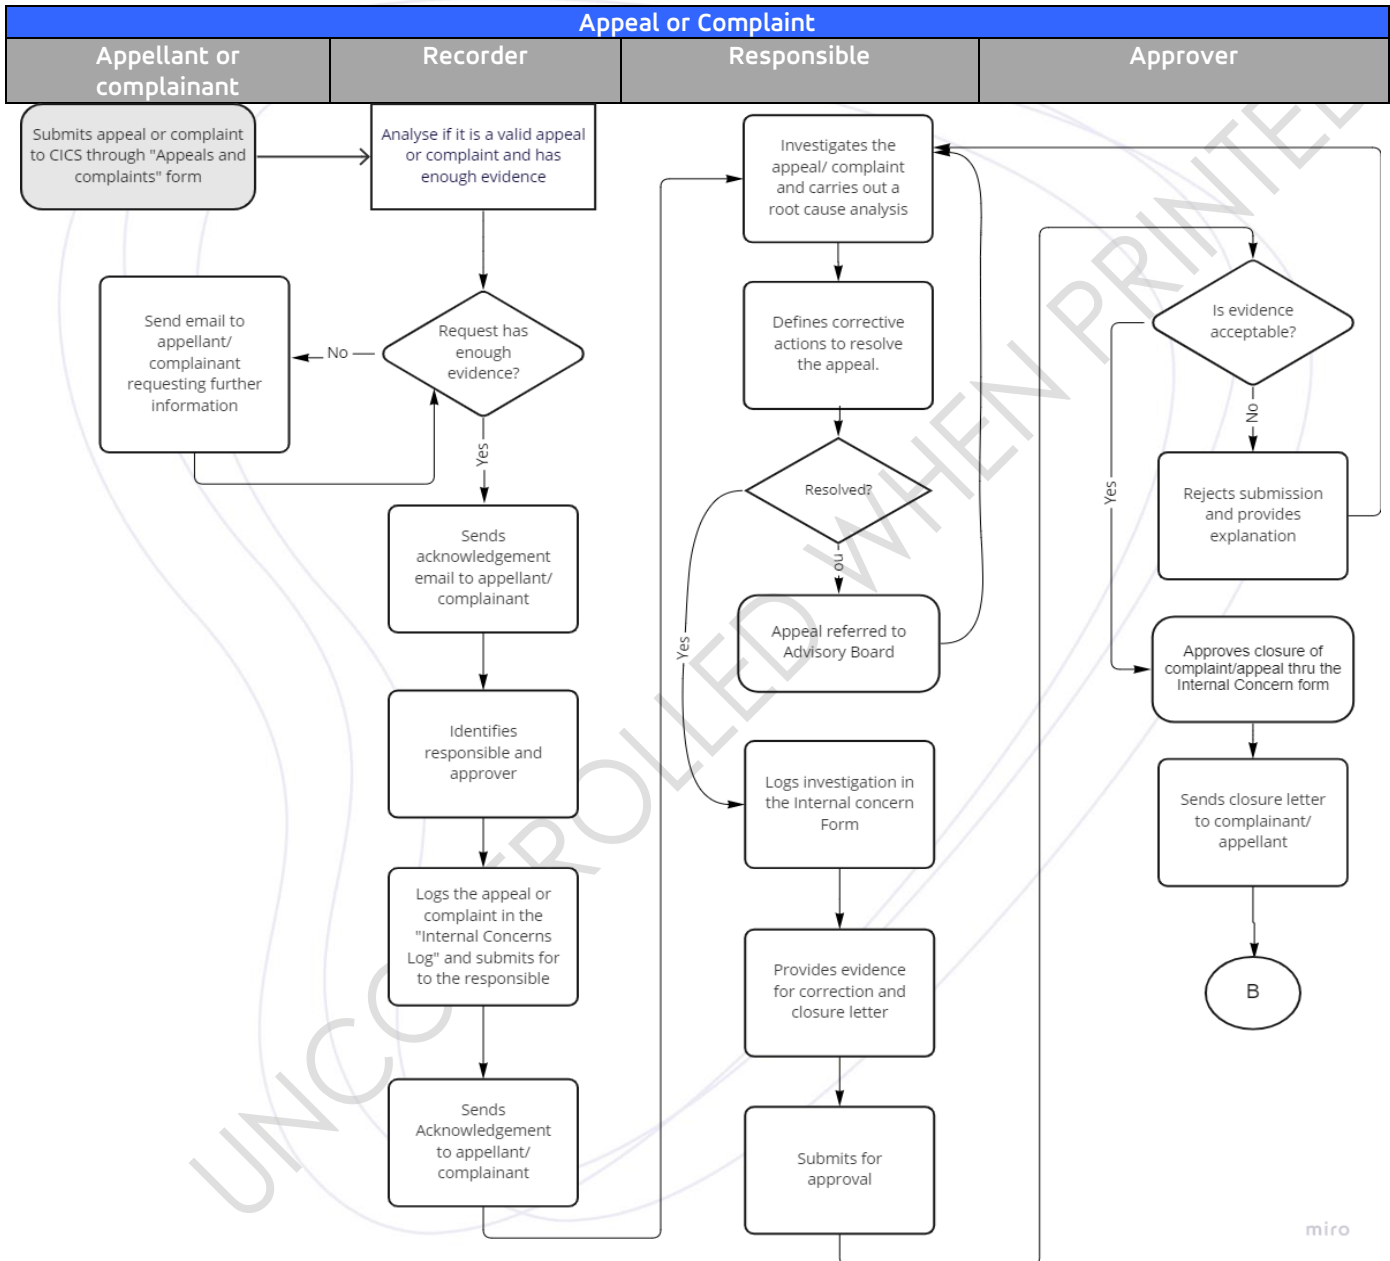 Appeal or Complaint
Appellant or
complainant
Recorder
Responsible
Approver
Submits appeal or complaint
to CICS through "Appeals and
complaints" form
Analyse if it is a valid appeal
or complaint and has
enough evidence
Request has
enough
evidence?
No
Send email to
appellant/
complainant
requesting further
information
Yes
Sends
acknowledgement
email to appellant/
complainant
Identifies
responsible and
approver
Logs the appeal or
complaint in the
"Internal Concerns
Log" and submits for
to the responsible
Sends
Acknowledgement
to appellant/
complainant
Investigates the
appeal/ complaint
and carries out a
root cause analysis
Defines corrective
actions to resolve
the appeal.
Resolved?
no
Appeal referred to
Advisory Board
Yes
Logs investigation in
the Internal concern
Form
Provides evidence
for correction and
closure letter
Submits for
approval
Is evidence
acceptable?
No
Rejects submission
and provides
explanation
Yes
Approves closure of
complaint/appeal thru the
Internal Concern form
Sends closure letter
to complainant/
appellant
B
UNCONTROLLED WHEN PRINTED
miro